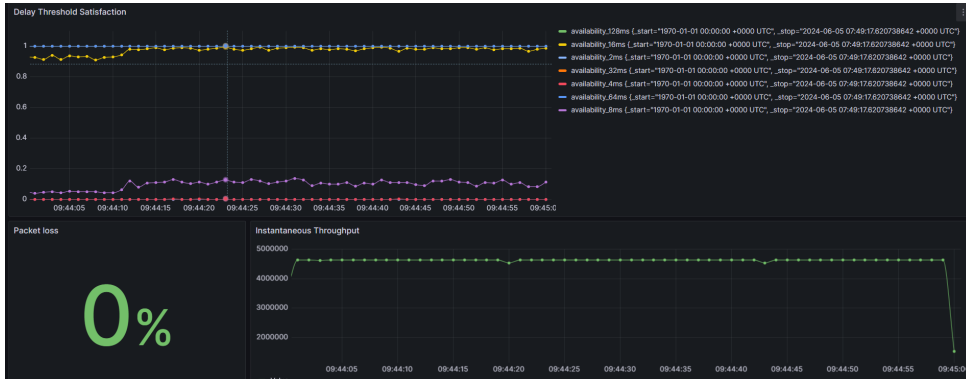 Delay Threshold Satisfaction
1
0.8
0.6
0.4
0.2
0
09:44:05 09:44:10 09:44:15 09:44:20 09:44:25 09:44:30 09:44:35 09:44:40 09:44:45 09:44:50 09:44:55 09:45:0
availability_128ms {_start="1970-01-01 00:00:00 +0000 UTC", _stop="2024-06-05 07:49:17.620738642 +0000 UTC"}
availability_16ms {_start="1970-01-01 00:00:00 +0000 UTC", _stop="2024-06-05 07:49:17.620738642 +0000 UTC"}
availability_2ms {_start="1970-01-01 00:00:00 +0000 UTC", _stop="2024-06-05 07:49:17.620738642 +0000 UTC"}
availability_32ms {_start="1970-01-01 00:00:00 +0000 UTC", _stop="2024-06-05 07:49:17.620738642 +0000 UTC"}
availability_4ms {_start="1970-01-01 00:00:00 +0000 UTC", _stop="2024-06-05 07:49:17.620738642 +0000 UTC"}
availability_64ms {_start="1970-01-01 00:00:00 +0000 UTC", _stop="2024-06-05 07:49:17.620738642 +0000 UTC"}
availability_8ms {_start="1970-01-01 00:00:00 +0000 UTC", _stop="2024-06-05 07:49:17.620738642 +0000 UTC"}
Packet loss
0%
Instantaneous Throughput
5000000
4000000
3000000
2000000
09:44:05 09:44:10 09:44:15 09:44:20 09:44:25 09:44:30 09:44:35 09:44:40 09:44:45 09:44:50 09:44:55 09:45:0